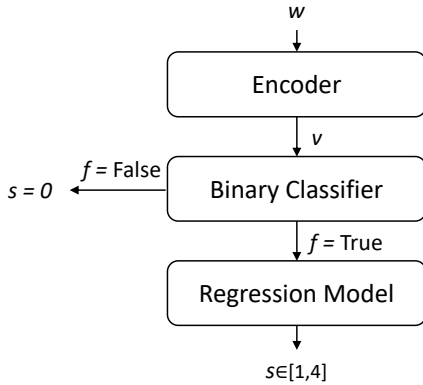 w
Encoder
v
f = False
s = 0
Binary Classifier
f = True
Regression Model
s∈[1,4]